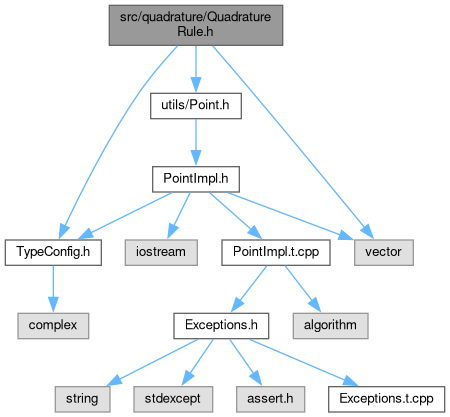 src/quadrature/Quadrature
Rule.h
utils/Point.h
PointImpl.h
TypeConfig.h
iostream
PointImpl.t.cpp
vector
complex
Exceptions.h
algorithm
string
stdexcept
assert.h
Exceptions.t.cpp